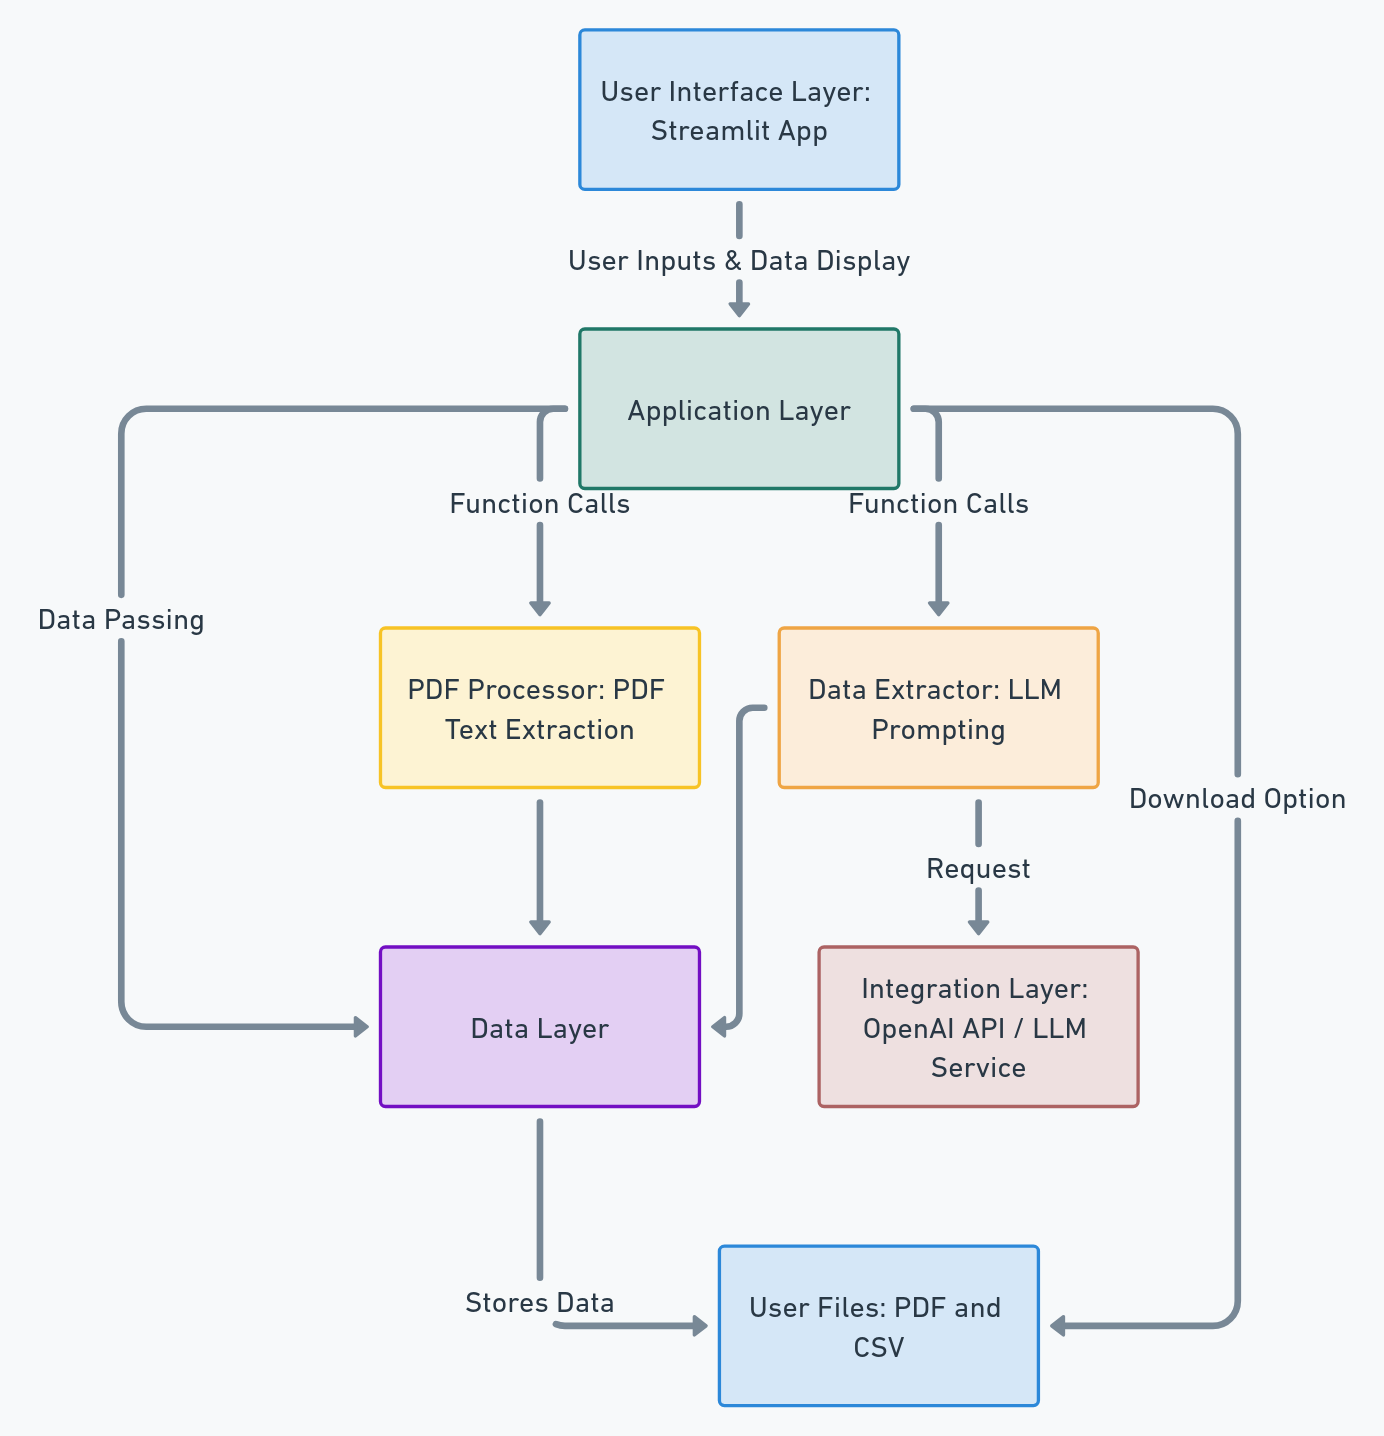 User Interface Layer:
Streamlit App
User Inputs & Data Display
Application Layer
Function Calls
Function Calls
Data Passing
PDF Processor: PDF
Text Extraction
Data Extractor: LLM
Prompting
Download Option
Request
Data Layer
Integration Layer:
OpenAI API / LLM
Service
Stores Data
User Files: PDF and
CSV